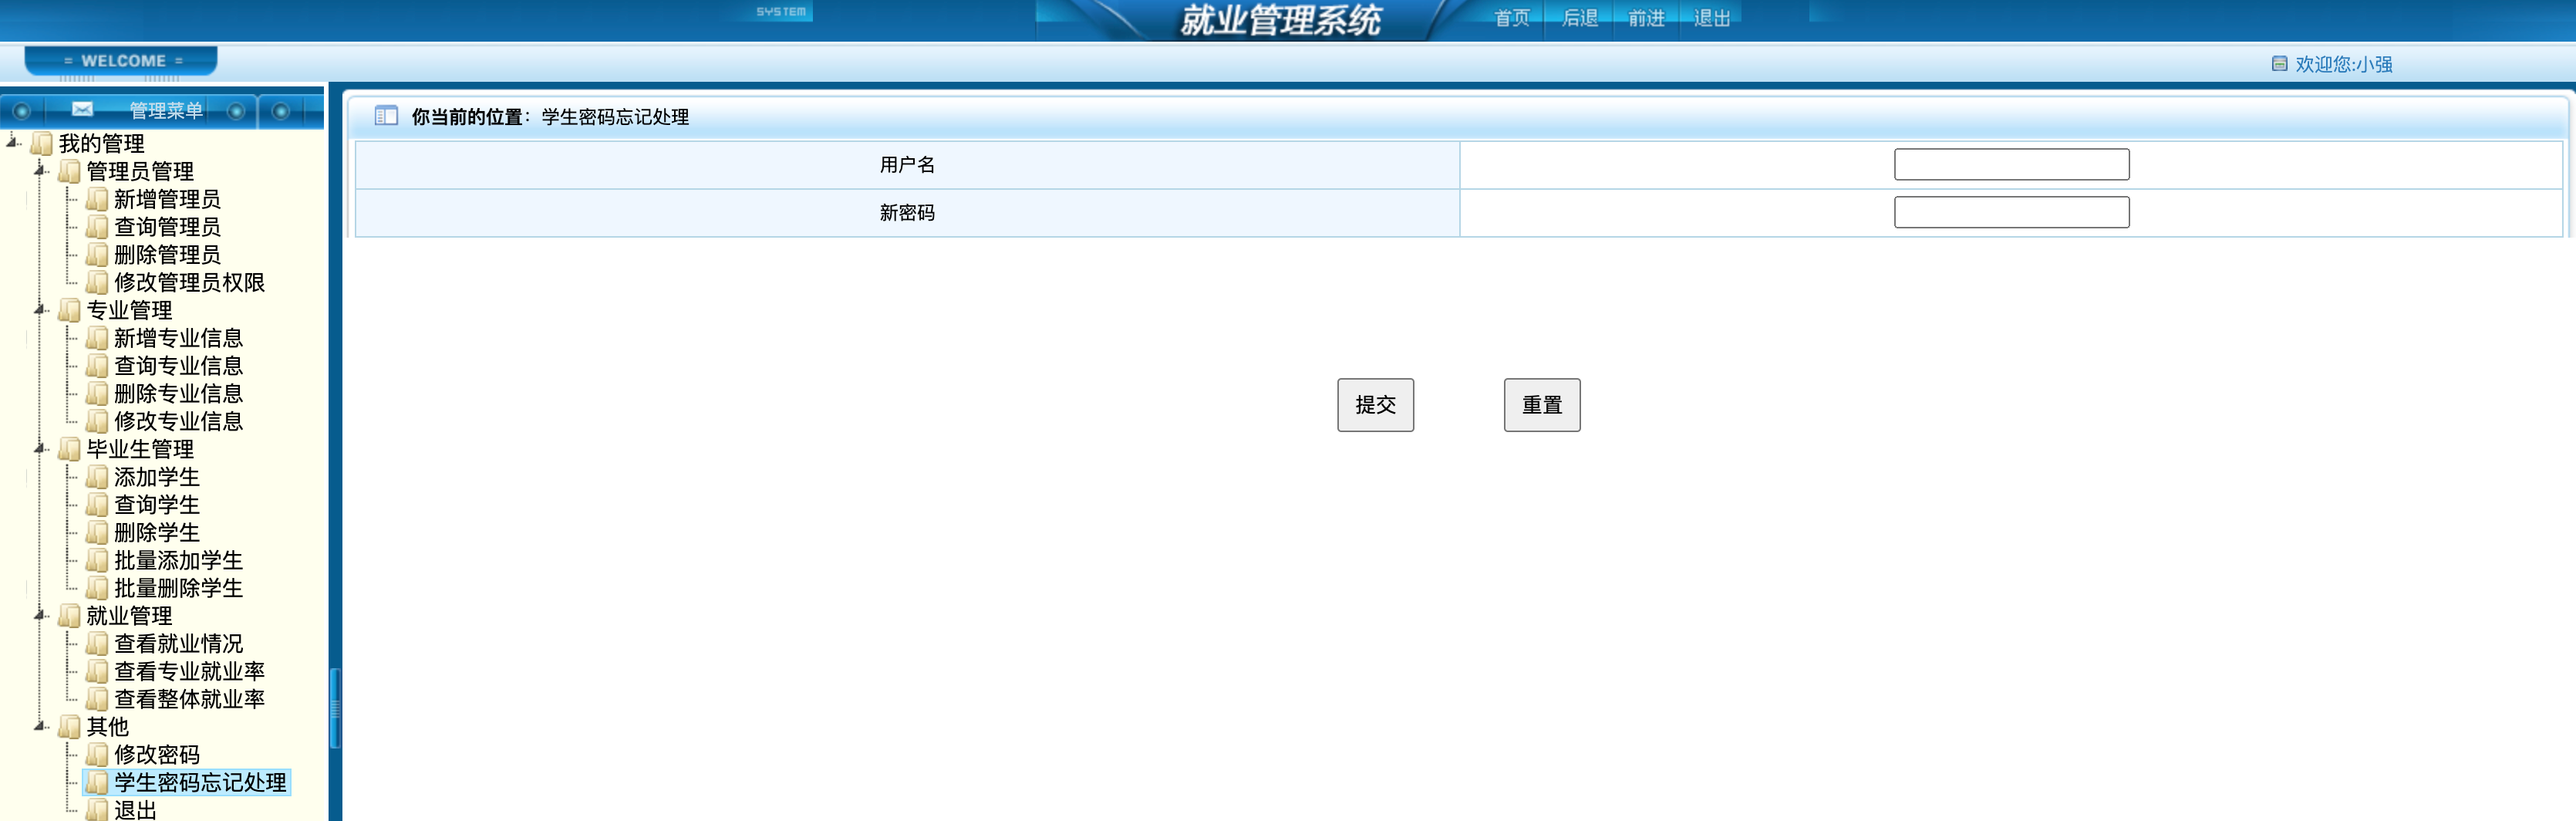 SYSTEM
就业管理系统
首页 后退 前进 退出
= WELCOME =
欢迎您:小强
管理菜单
你当前的位置：学生密码忘记处理
我的管理
管理员管理
新增管理员
查询管理员
删除管理员
修改管理员权限
专业管理
新增专业信息
查询专业信息
删除专业信息
修改专业信息
毕业生管理
添加学生
查询学生
删除学生
批量添加学生
批量删除学生
就业管理
查看就业情况
查看专业就业率
查看整体就业率
其他
修改密码
学生密码忘记处理
退出
用户名
新密码
提交 重置